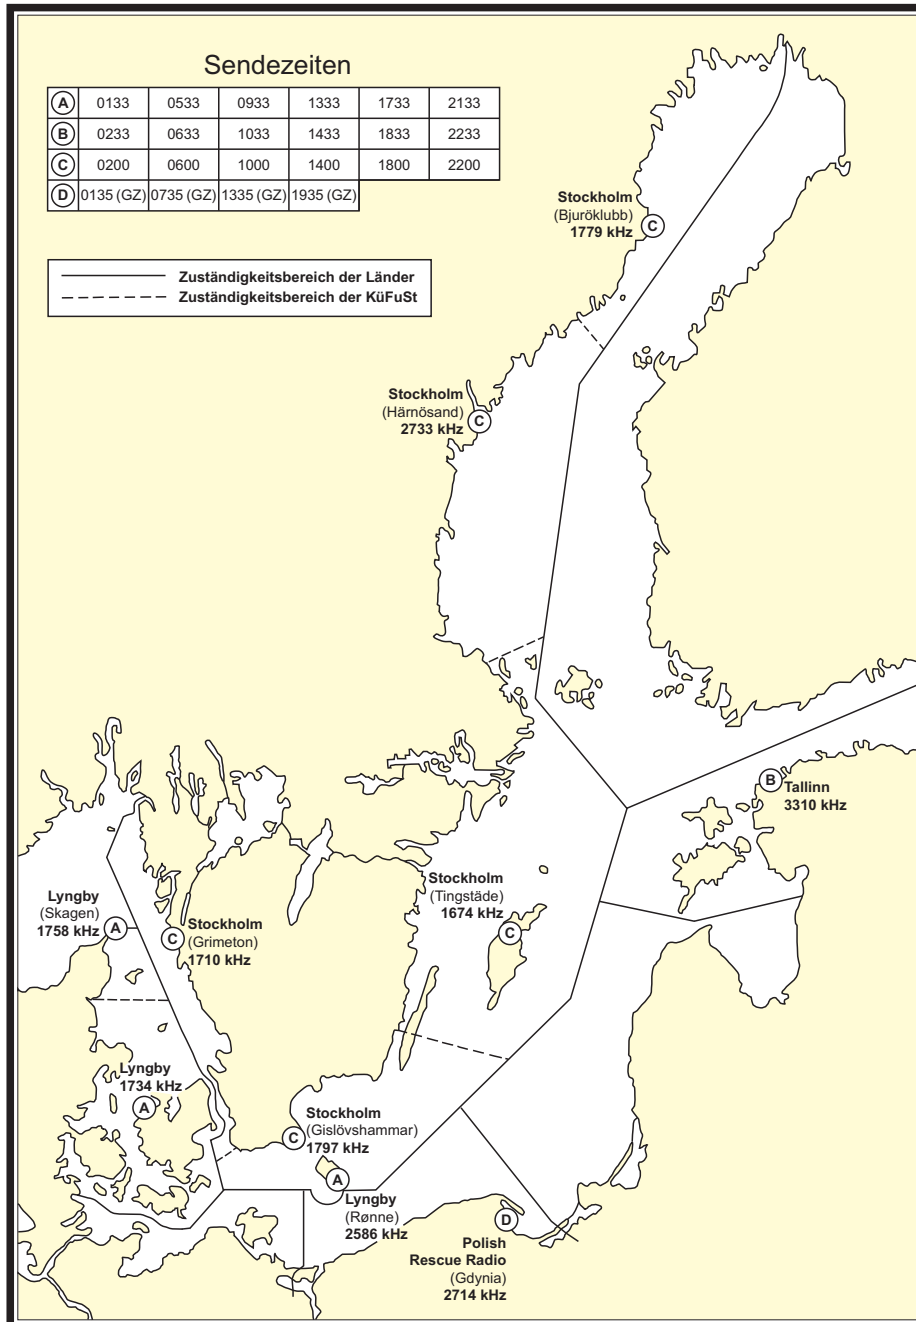 Sendezeiten
A 0133 0533 0933 1333 1733 2133
B 0233 0633 1033 1433 1833 2233
C 0200 0600 1000 1400 1800 2200
D 0135 (GZ) 0735 (GZ) 1335 (GZ) 1935 (GZ)
Zuständigkeitsbereich der Länder
Zuständigkeitsbereich der KüFuSt
Stockholm
(Bjuröklubb)
1779 kHz
C
Stockholm
(Härnösand)
2733 kHz
C
B
Tallinn
3310 kHz
Lyngby
(Skagen)
1758 kHz
A
C
Stockholm
(Grimeton)
1710 kHz
Stockholm
(Tingstäde)
1674 kHz
C
Lyngby
1734 kHz
A
Stockholm
(Gislövshammar)
1797 kHz
C
A
Lyngby
(Rønne)
2586 kHz
D
Polish
Rescue Radio
(Gdynia)
2714 kHz